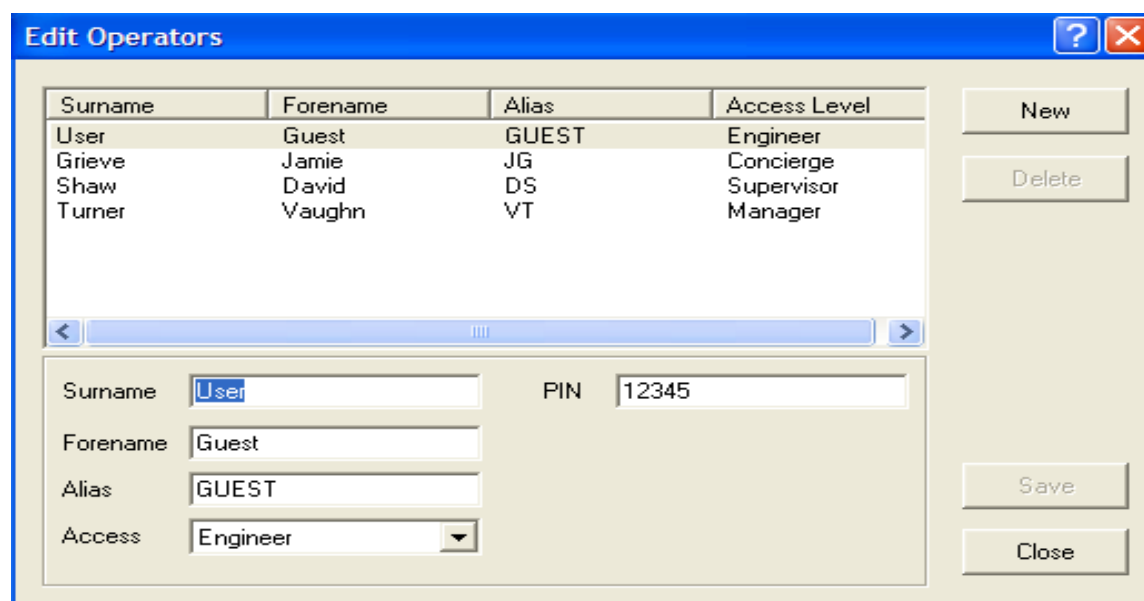 Edit Operators
Surname Forename Alias Access Level
User Guest GUEST Engineer
Grieve Jamie JG Concierge
Shaw David DS Supervisor
Turner Vaughn VT Manager
New
Delete
Surname User PIN 12345
Forename Guest
Alias GUEST
Access Engineer
Save
Close